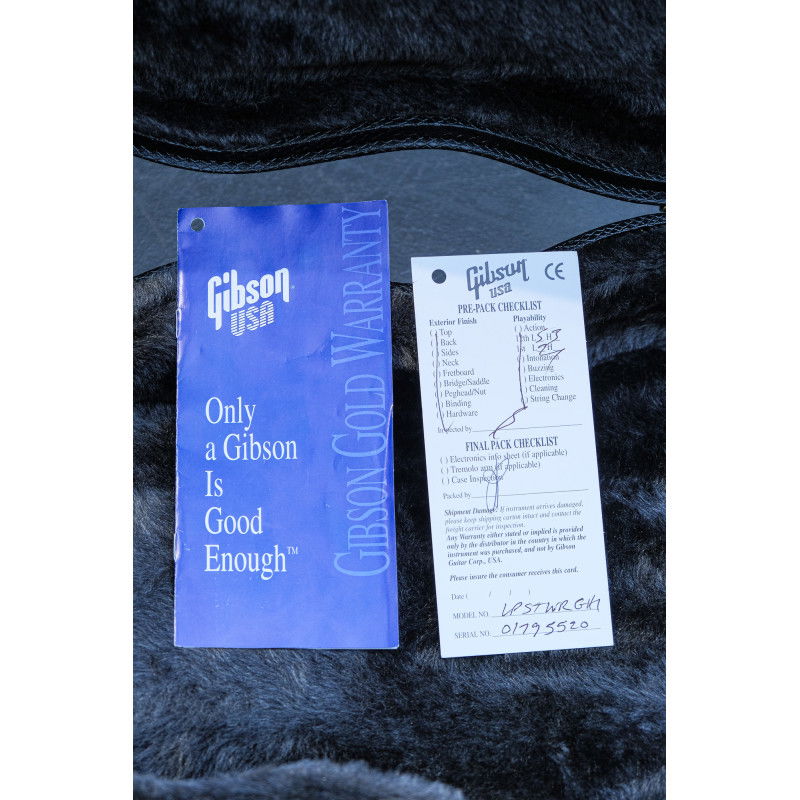 Gibson
USA
Only
a Gibson
Is
Good
Enough™
GIBSON GOLD WARRANTY
Gibson CE
USA
PRE-PACK CHECKLIST
Exterior Finish
( ) Top
( ) Back
( ) Sides
( ) Neck
( ) Fretboard
( ) Bridge/Saddle
( ) Peghead/Nut
( ) Binding
( ) Hardware
Playability
( ) Action
12th L 5 H 3
1st L 2 H
( ) Intonation
( ) Buzzing
( ) Electronics
( ) Cleaning
( ) String Change
Inspected by
FINAL PACK CHECKLIST
( ) Electronics info sheet (if applicable)
( ) Tremolo arm (if applicable)
( ) Case Inspection
Packed by
Shipment Damage: If instrument arrives damaged,
please keep shipping carton intact and contact the
freight carrier for inspection.
Any Warranty either stated or implied is provided
only by the distributor in the country in which the
instrument was purchased, and not by Gibson
Guitar Corp., USA.
Please insure the consumer receives this card.
Date ( / / )
MODEL NO. LPSTWRGH1
SERIAL NO. 01795520